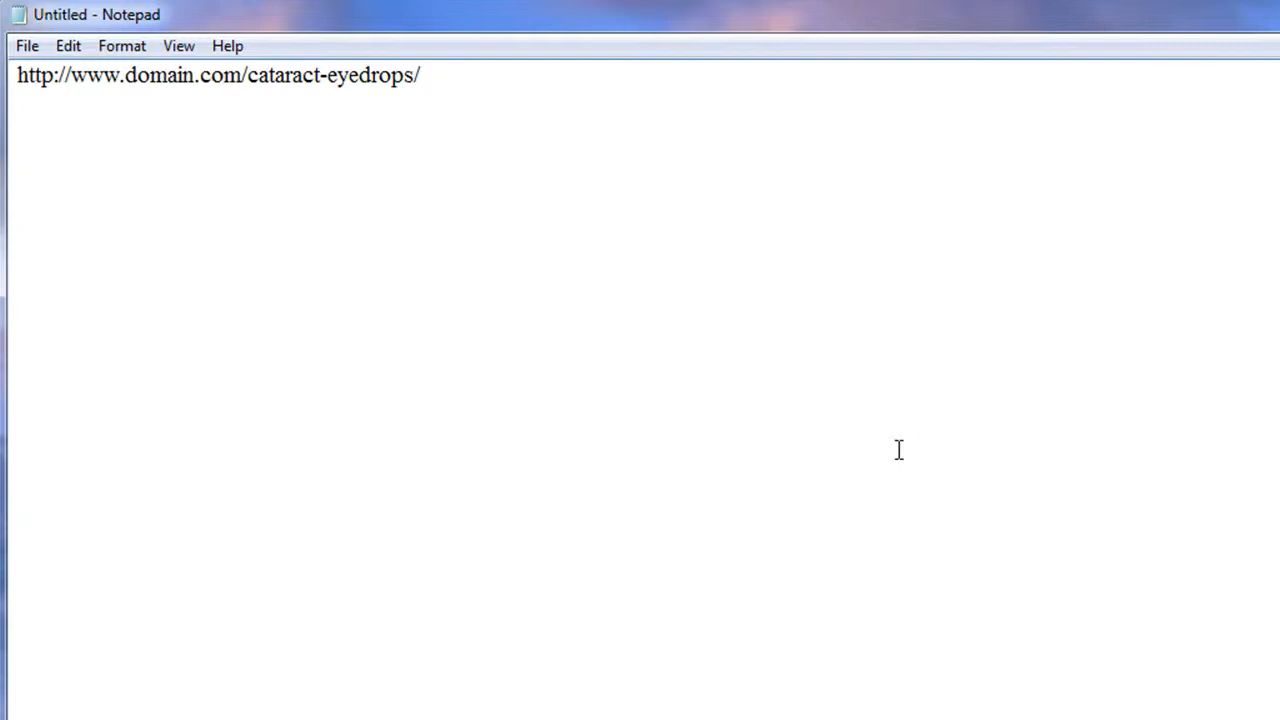 Untitled - Notepad
File Edit Format View Help
http://www.domain.com/cataract-eyedrops/